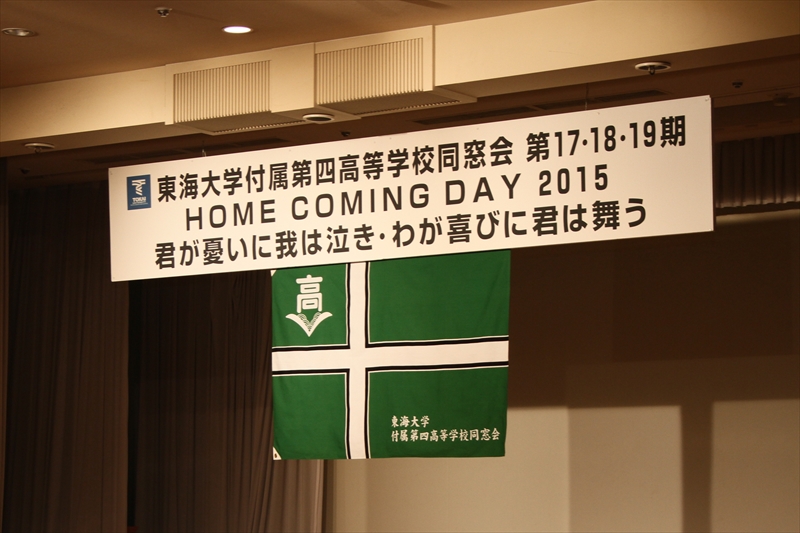 東海大学付属第四高等学校同窓会 第17・18・19期
HOME COMING DAY 2015
君が憂いに我は泣き・わが喜びに君は舞う
TOKAI
高
東海大学
付属第四高等学校同窓会